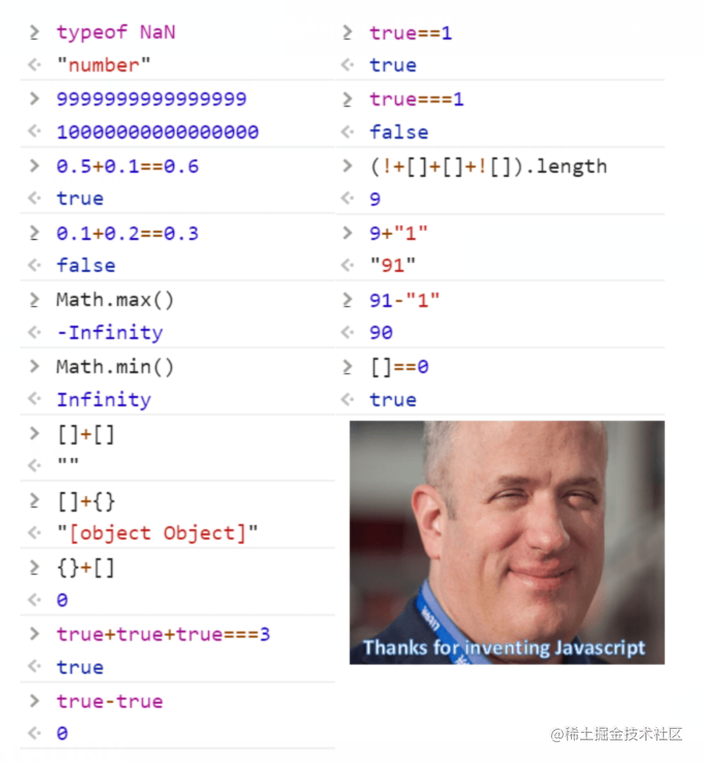 > typeof NaN
<· "number"
> 9999999999999999
<· 10000000000000000
> 0.5+0.1==0.6
<· true
> 0.1+0.2==0.3
<· false
> Math.max()
<· -Infinity
> Math.min()
<· Infinity
> []+[]
<· ""
> []+{}
<· "[object Object]"
> {}+[]
<· 0
> true+true+true===3
<· true
> true-true
<· 0
> true==1
<· true
> true===1
<· false
> (!+[]+[]+![]).length
<· 9
> 9+"1"
<· "91"
> 91-"1"
<· 90
> []==0
<· true
Thanks for inventing Javascript
@稀土掘金技术社区